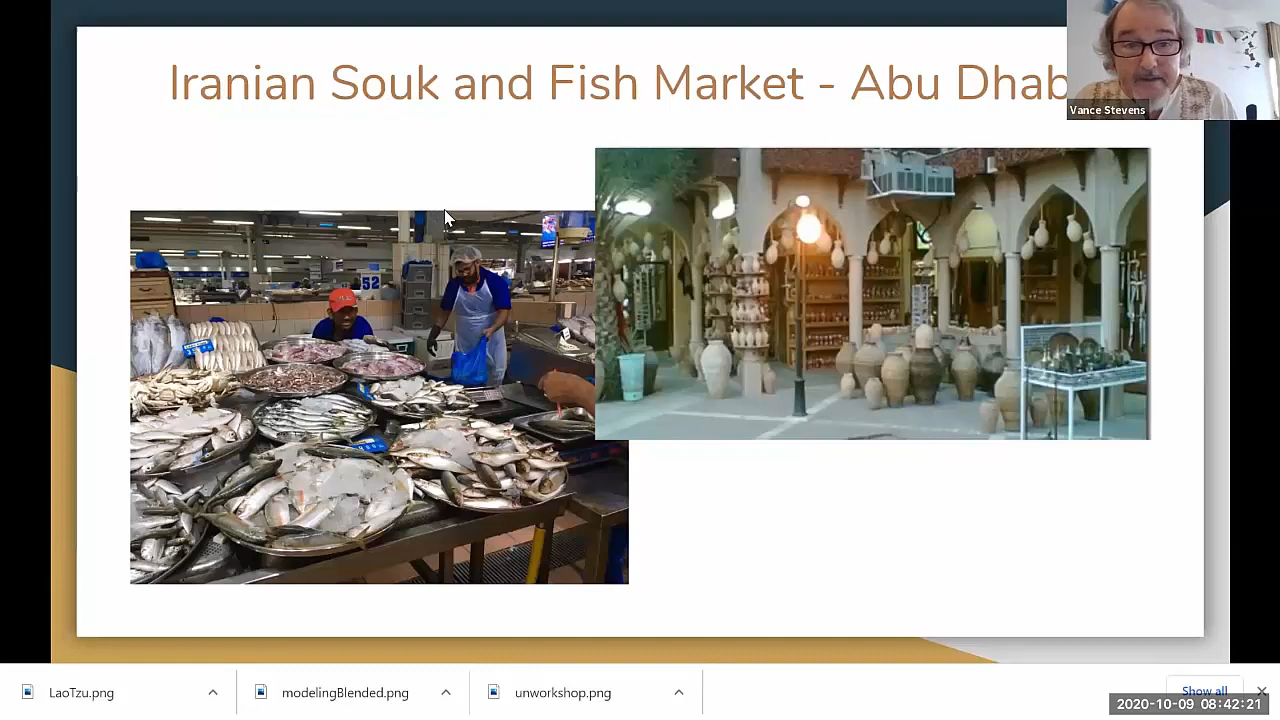 Iranian Souk and Fish Market - Abu Dhab
Vance Stevens
52
LaoTzu.png
modelingBlended.png
unworkshop.png
Show all
2020-10-09 08:42:21